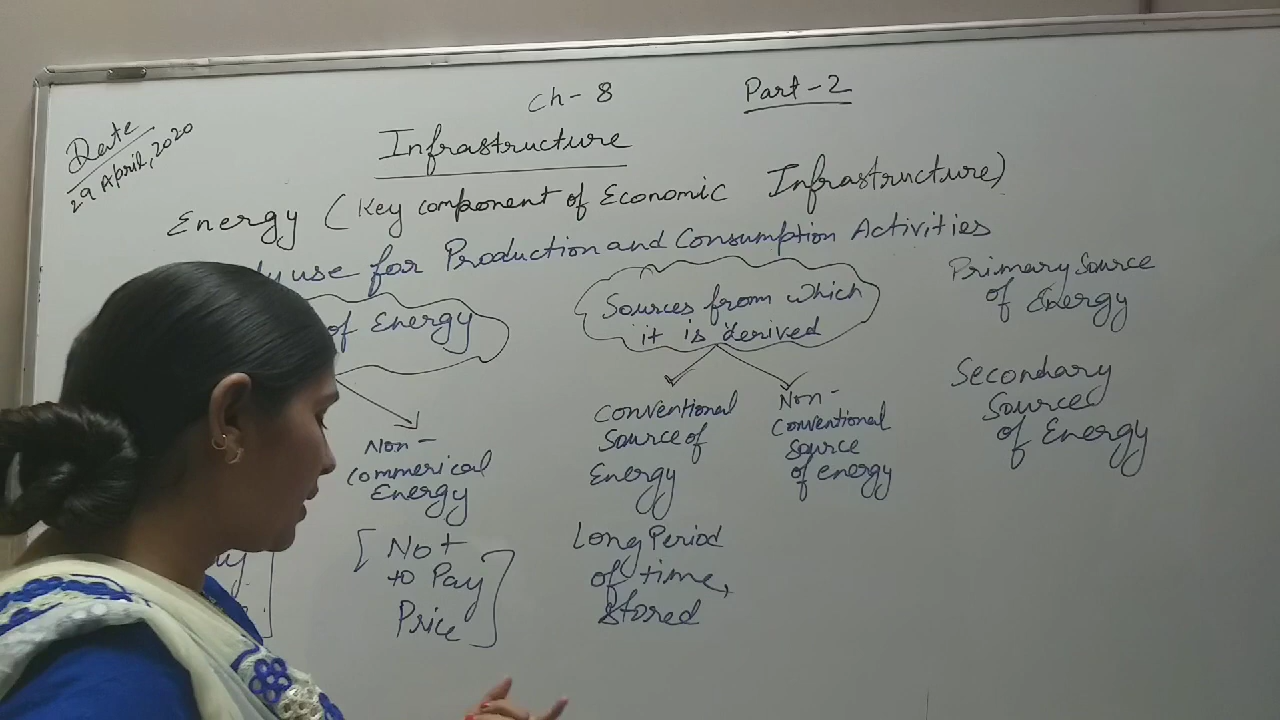 Ch - 8
Part - 2
Date
29 April, 2020
Infrastructure
Energy (Key component of Economic Infrastructure)
use for Production and Consumption Activities
of Energy
Non -
Commerical
Energy
[Not
to Pay
Price]
Sources from which
it is derived
Conventional
Source of
Energy
Long Period
of time,
stored
Non -
Conventional
Source
of energy
Primary Source
of Energy
Secondary
Sources
of Energy